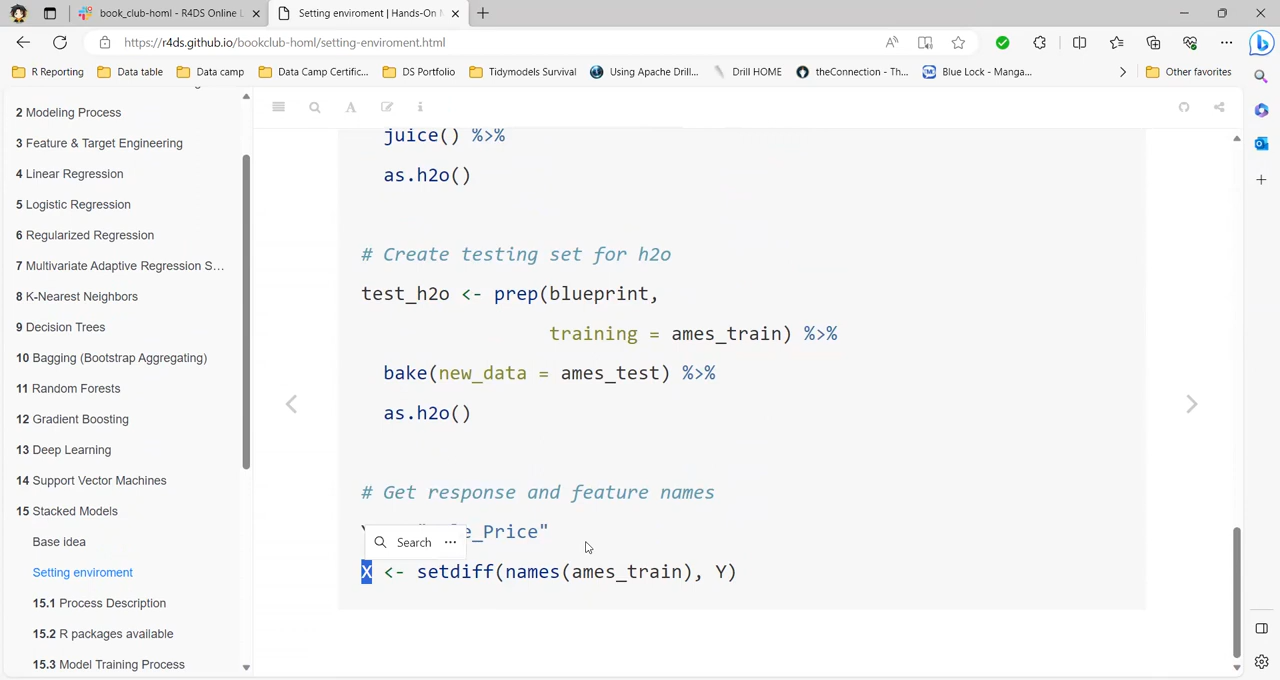 book_club-homl - R4DS Online L
Setting enviroment | Hands-On M
https://r4ds.github.io/bookclub-homl/setting-enviroment.html
R Reporting
Data table
Data camp
Data Camp Certific...
DS Portfolio
Tidymodels Survival
Using Apache Drill...
Drill HOME
theConnection - Th...
Blue Lock - Manga...
Other favorites
2 Modeling Process
3 Feature & Target Engineering
4 Linear Regression
5 Logistic Regression
6 Regularized Regression
7 Multivariate Adaptive Regression S...
8 K-Nearest Neighbors
9 Decision Trees
10 Bagging (Bootstrap Aggregating)
11 Random Forests
12 Gradient Boosting
13 Deep Learning
14 Support Vector Machines
15 Stacked Models
Base idea
Setting enviroment
15.1 Process Description
15.2 R packages available
15.3 Model Training Process
juice() %>%
as.h2o()
# Create testing set for h2o
test_h2o <- prep(blueprint,
training = ames_train) %>%
bake(new_data = ames_test) %>%
as.h2o()
# Get response and feature names
_Price"
Search ...
X <- setdiff(names(ames_train), Y)